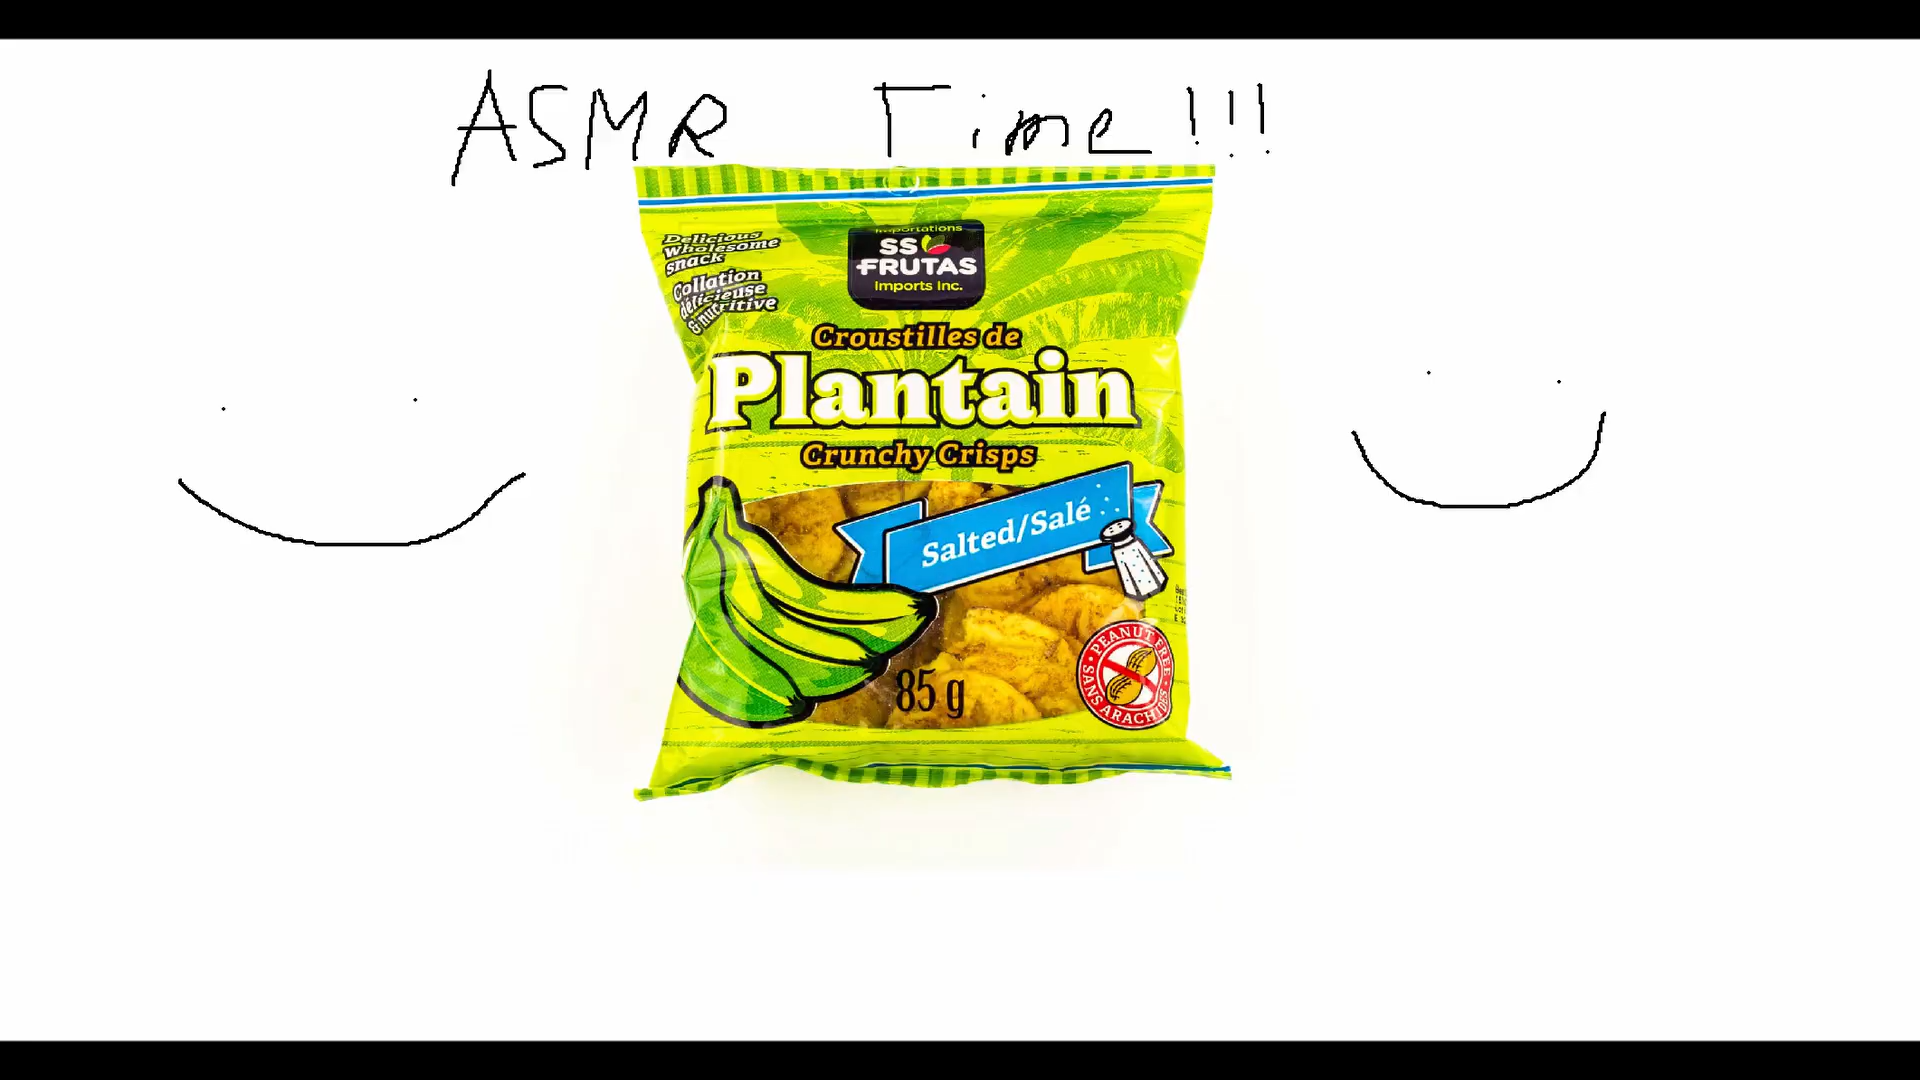 ASMR Time!!!
Importations
SS
FRUTAS
Imports Inc.
Delicious
Wholesome
snack
Collation
délicieuse
& nutritive
Croustilles de
Plantain
Crunchy Crisps
Salted/Salé
85 g
PEANUT FREE
SANS ARACHIDES